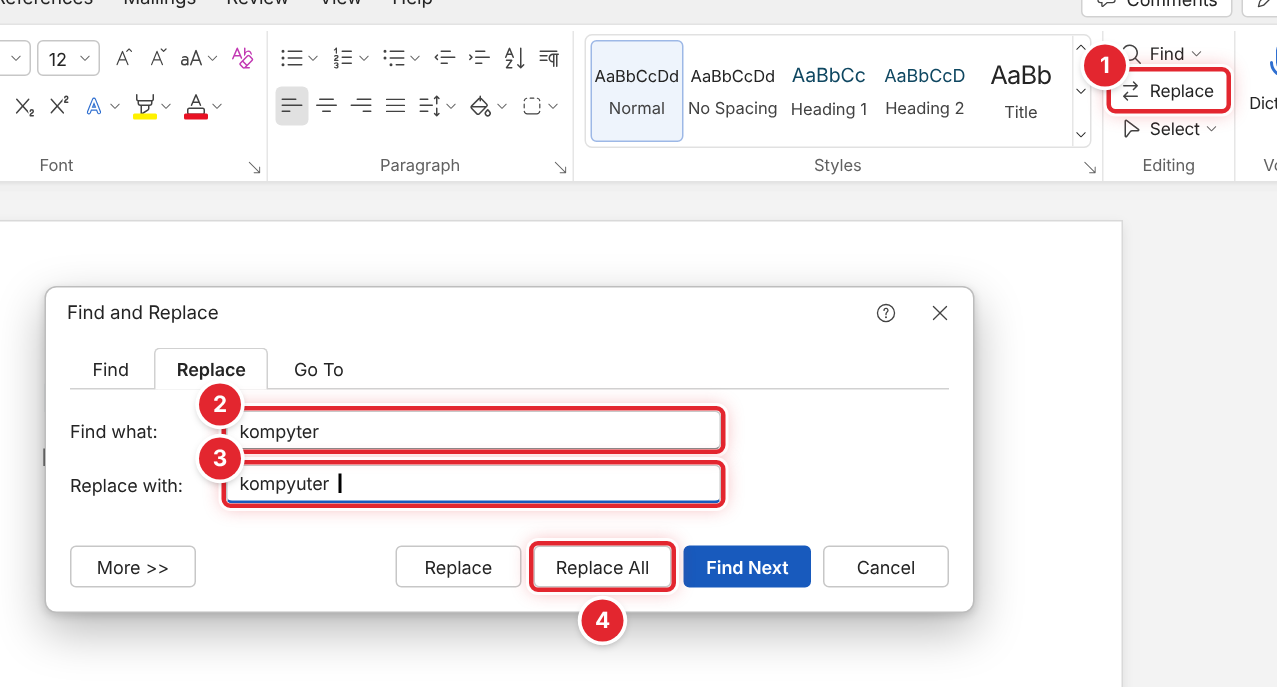 Mailings Review View Help
Comments
12
aA
Find
AaBbCcDd AaBbCcDd AaBbCc AaBbCcD AaBb
1
Replace
Normal No Spacing Heading 1 Heading 2 Title
Select
Font Paragraph Styles Editing
Find and Replace
Find Replace Go To
2
Find what: kompyter
3
Replace with: kompyuter
More >> Replace Replace All Find Next Cancel
4